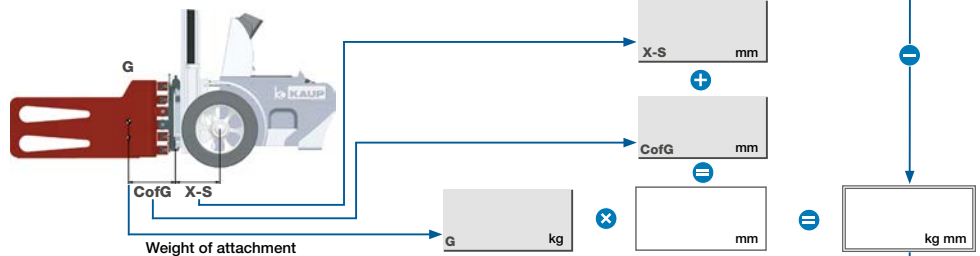 X-S mm
G
KAUP
CofG mm
CofG X-S
G kg
mm
kg mm
Weight of attachment